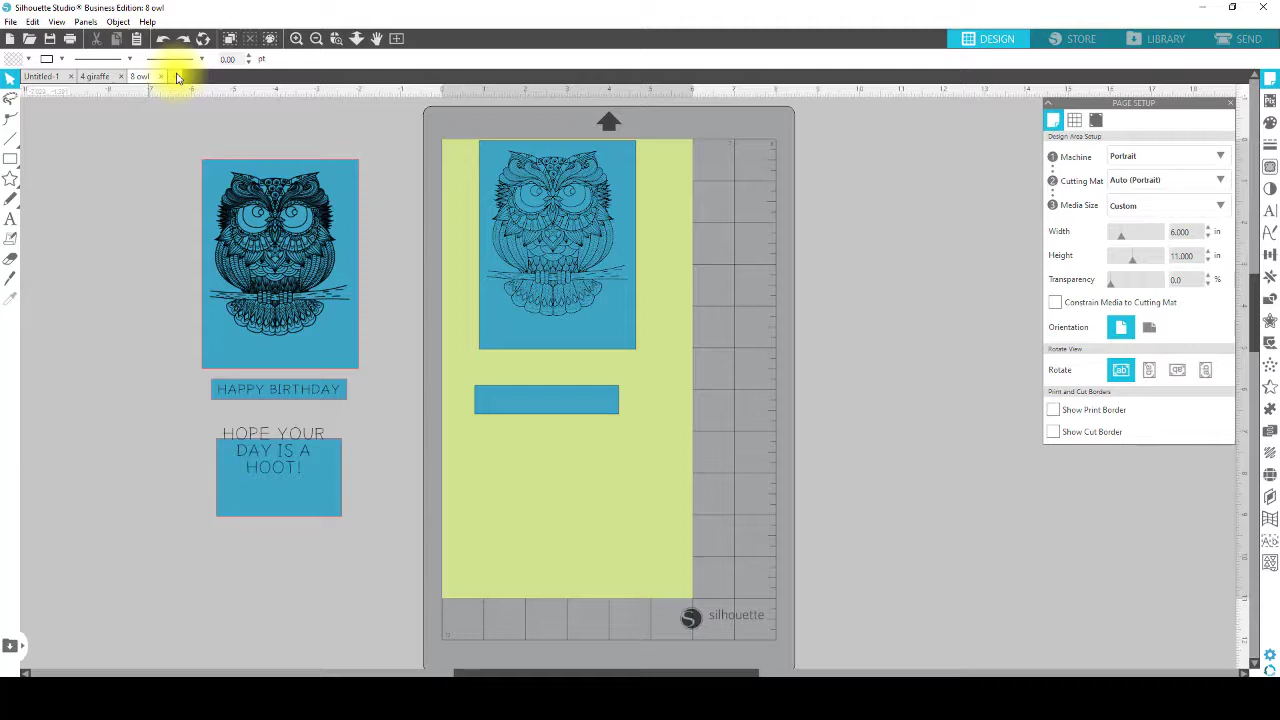 Silhouette Studio® Business Edition: 8 owl
File Edit View Panels Object Help
DESIGN STORE LIBRARY SEND
0.00 pt
Untitled-1 4 giraffe 8 owl
PAGE SETUP
Design Area Setup
1 Machine Portrait
2 Cutting Mat Auto (Portrait)
3 Media Size Custom
Width 6.000 in
Height 11.000 in
Transparency 0.0 %
Constrain Media to Cutting Mat
Orientation
Rotate View
Rotate
Print and Cut Borders
Show Print Border
Show Cut Border
HAPPY BIRTHDAY
HOPE YOUR
DAY IS A
HOOT!
silhouette